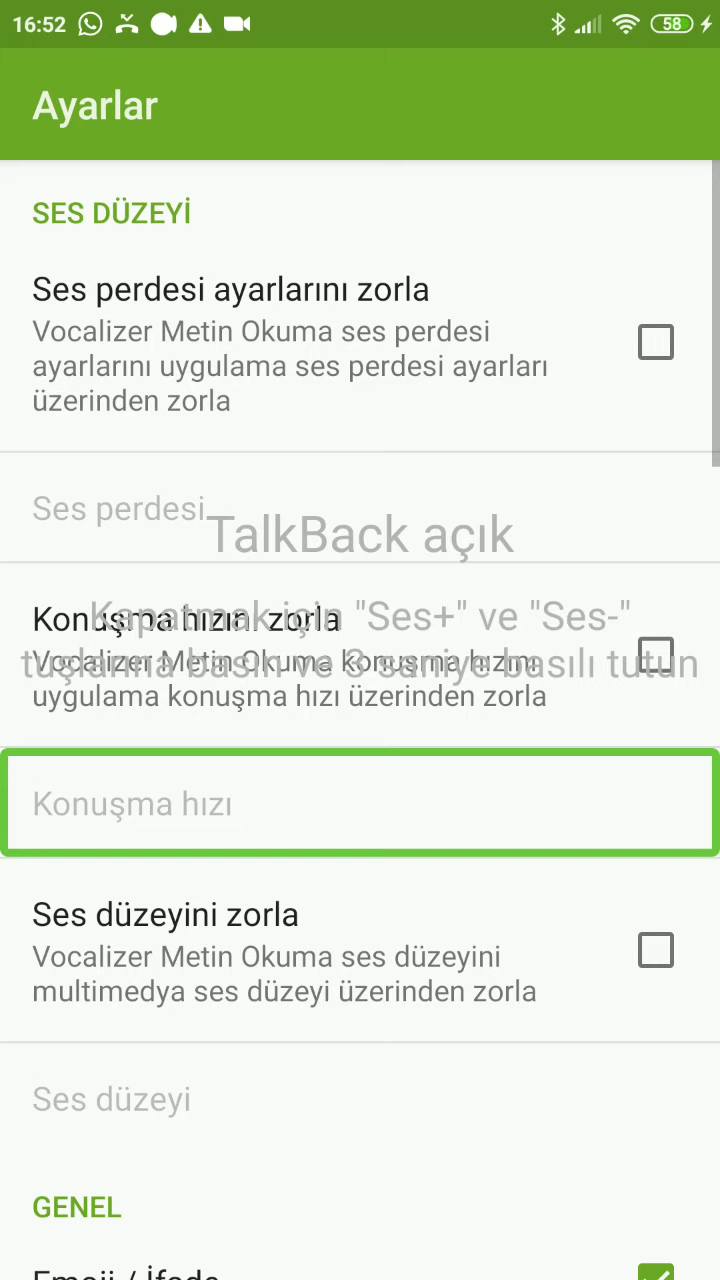 16:52
58
Ayarlar
SES DÜZEYİ
Ses perdesi ayarlarını zorla
Vocalizer Metin Okuma ses perdesi
ayarlarını uygulama ses perdesi ayarları
üzerinden zorla
Ses perdesi
TalkBack açık
Kapatmak için "Ses+" ve "Ses-"
tuşlarına basın ve 3 saniye basılı tutun
Konuşma hızını zorla
Vocalizer Metin Okuma konuşma hızını
uygulama konuşma hızı üzerinden zorla
Konuşma hızı
Ses düzeyini zorla
Vocalizer Metin Okuma ses düzeyini
multimedya ses düzeyi üzerinden zorla
Ses düzeyi
GENEL
Emoji / İfade